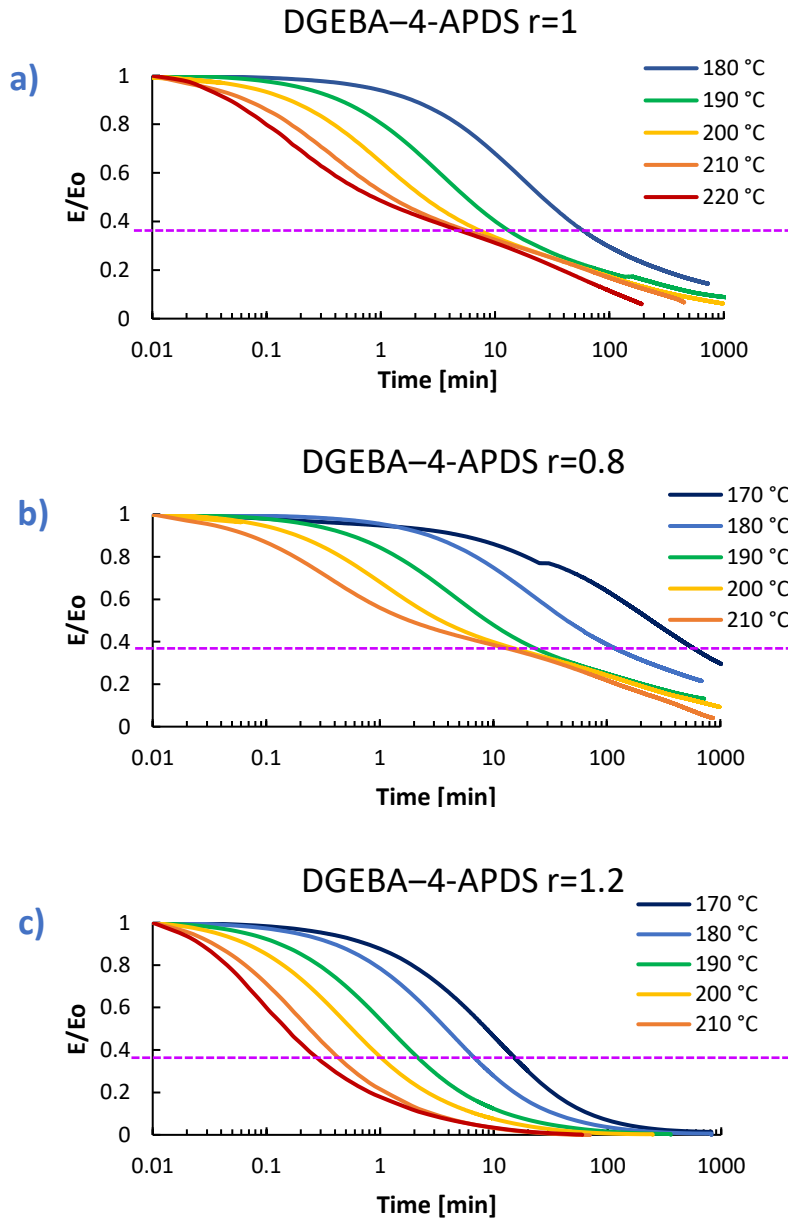 DGEBA–4-APDS r=1
a)
180 °C
190 °C
200 °C
210 °C
220 °C
E/Eo
1
0.8
0.6
0.4
0.2
0
0.01 0.1 1 10 100 1000
Time [min]
DGEBA–4-APDS r=0.8
b)
170 °C
180 °C
190 °C
200 °C
210 °C
E/Eo
1
0.8
0.6
0.4
0.2
0
0.01 0.1 1 10 100 1000
Time [min]
DGEBA–4-APDS r=1.2
c)
170 °C
180 °C
190 °C
200 °C
210 °C
E/Eo
1
0.8
0.6
0.4
0.2
0
0.01 0.1 1 10 100 1000
Time [min]